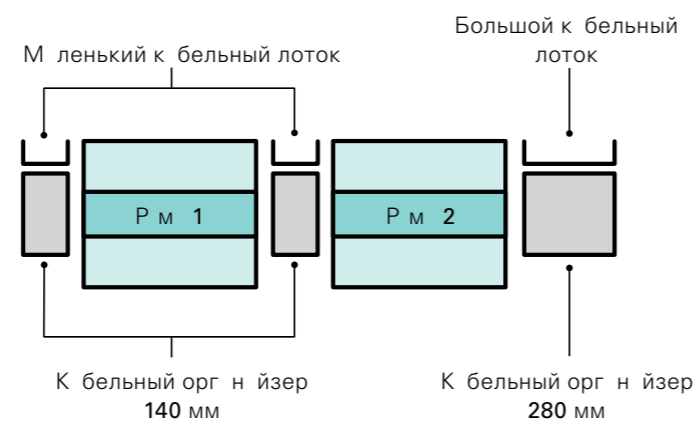 М ленький к бельный лоток
Большой к бельный
лоток
Р м 1
Р м 2
К бельный орг н йзер
140 мм
К бельный орг н йзер
280 мм